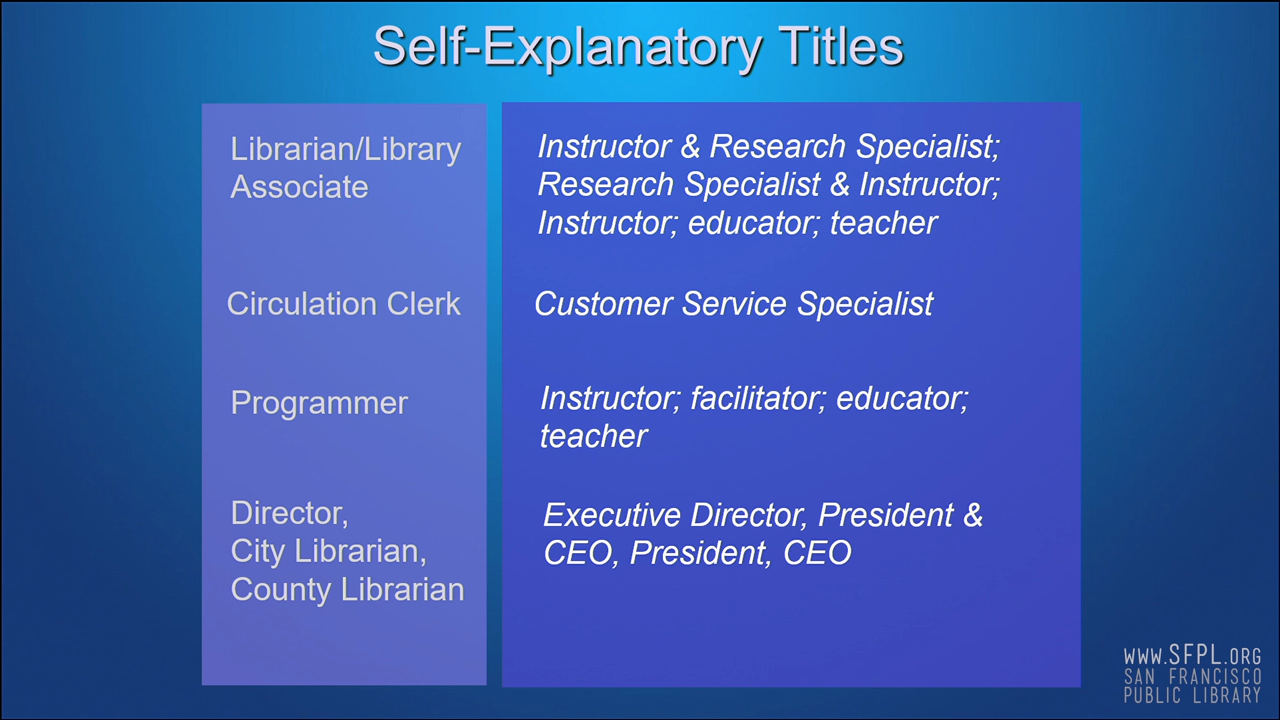 Self-Explanatory Titles
Librarian/Library
Associate
Instructor & Research Specialist;
Research Specialist & Instructor;
Instructor; educator; teacher
Circulation Clerk
Customer Service Specialist
Programmer
Instructor; facilitator; educator;
teacher
Director,
City Librarian,
County Librarian
Executive Director, President &
CEO, President, CEO
WWW.SFPL.ORG
SAN FRANCISCO
PUBLIC LIBRARY